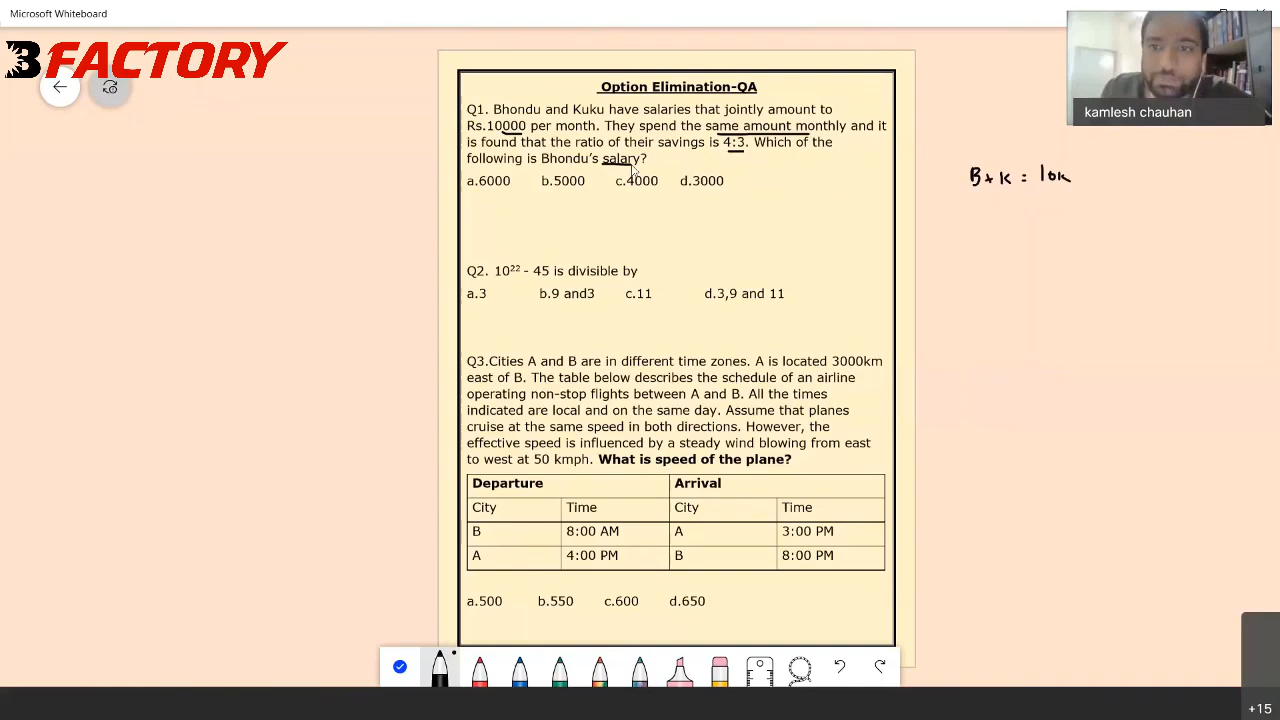 Microsoft Whiteboard
3FACTORY
kamlesh chauhan
Option Elimination-QA
Q1. Bhondu and Kuku have salaries that jointly amount to
Rs.10000 per month. They spend the same amount monthly and it
is found that the ratio of their savings is 4:3. Which of the
following is Bhondu's salary?
a.6000 b.5000 c.4000 d.3000
B + K = 10K
Q2. 10²² - 45 is divisible by
a.3 b.9 and3 c.11 d.3,9 and 11
Q3.Cities A and B are in different time zones. A is located 3000km
east of B. The table below describes the schedule of an airline
operating non-stop flights between A and B. All the times
indicated are local and on the same day. Assume that planes
cruise at the same speed in both directions. However, the
effective speed is influenced by a steady wind blowing from east
to west at 50 kmph. What is speed of the plane?
Departure Arrival
City Time City Time
B 8:00 AM A 3:00 PM
A 4:00 PM B 8:00 PM
a.500 b.550 c.600 d.650
+15